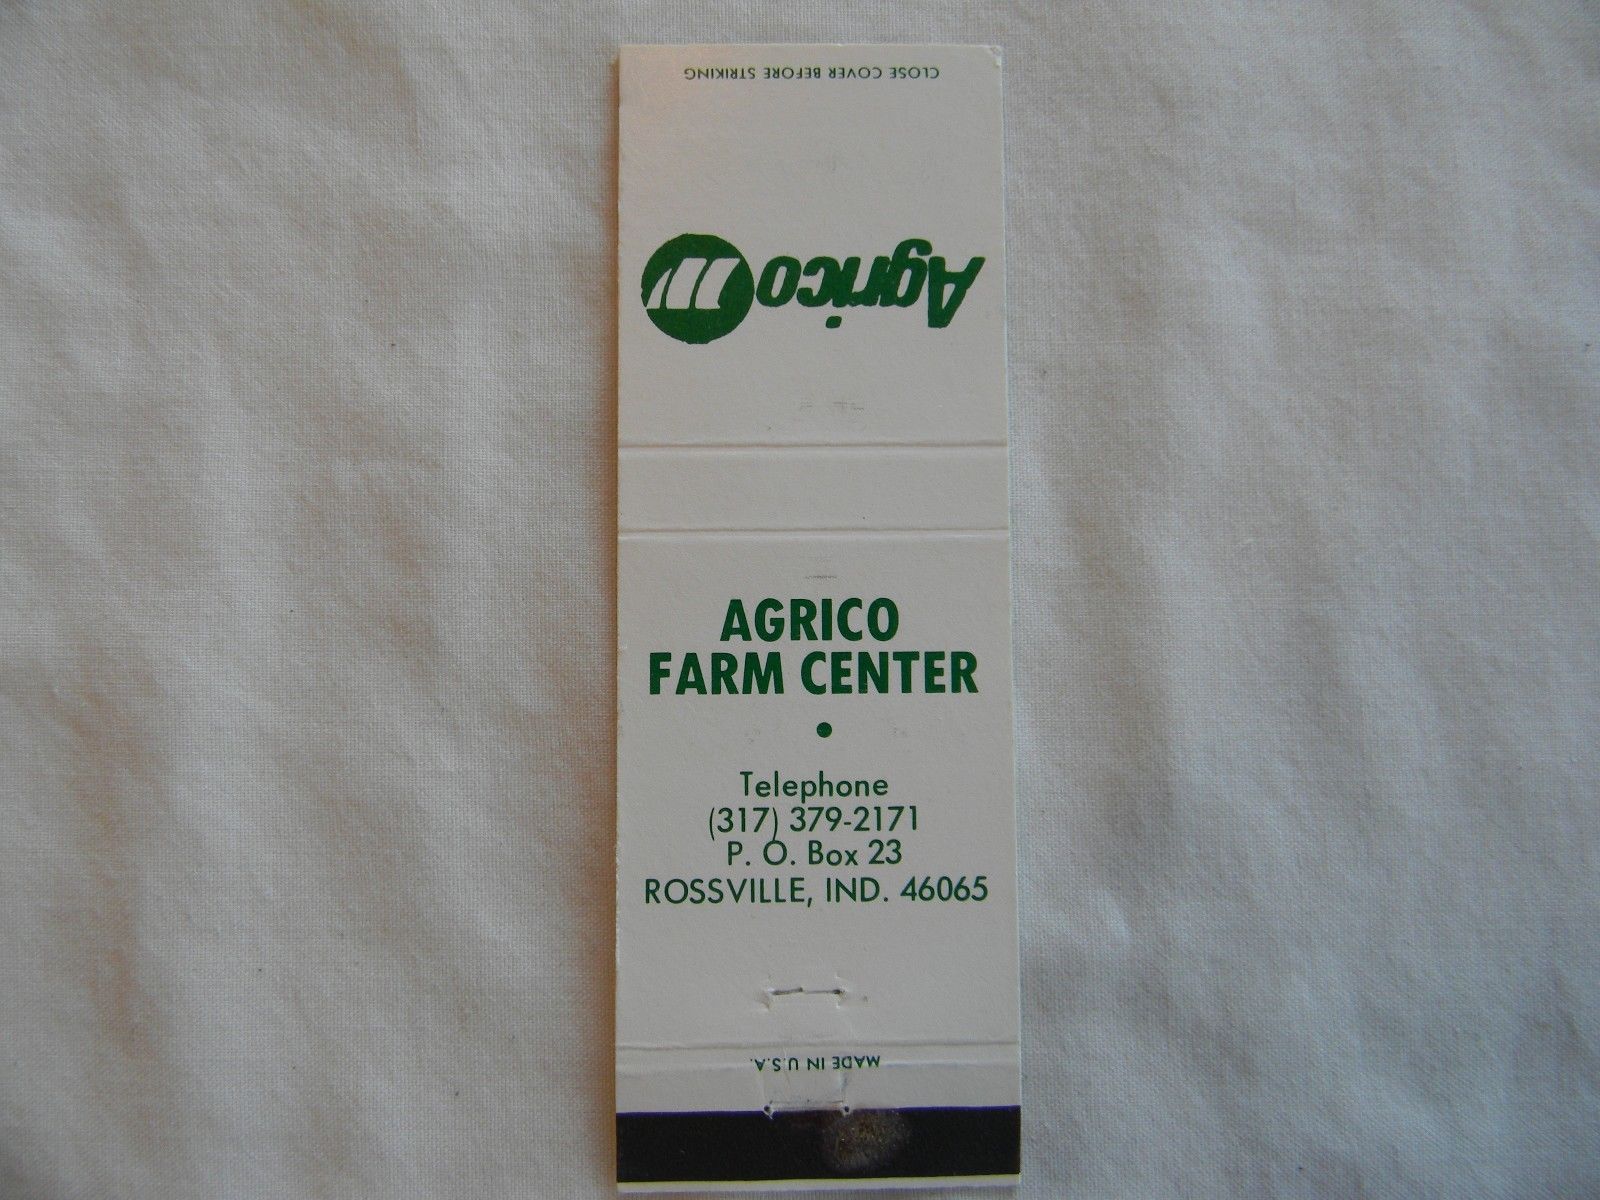 CLOSE COVER BEFORE STRIKING
Agrico
AGRICO
FARM CENTER
•
Telephone
(317) 379-2171
P. O. Box 23
ROSSVILLE, IND. 46065
MADE IN U.S.A.